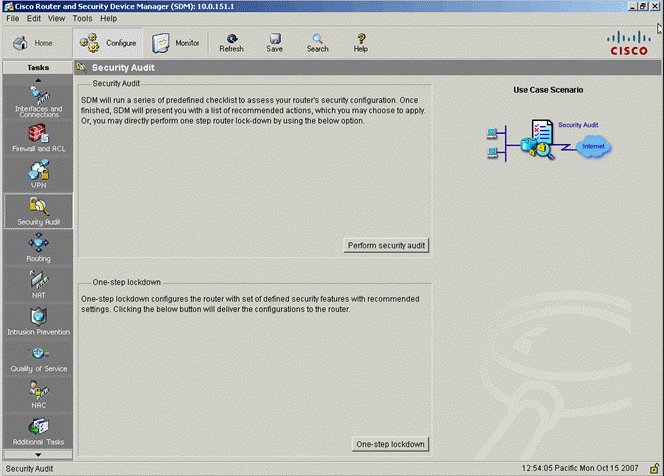 Cisco Router and Security Device Manager (SDM): 10.0.151.1
File Edit View Tools Help
Home Configure Monitor Refresh Save Search Help
CISCO
Tasks
Security Audit
Interfaces and
Connections
Firewall and ACL
VPN
Security Audit
Routing
NAT
Intrusion Prevention
Quality of Service
NAC
Additional Tasks
Security Audit
SDM will run a series of predefined checklist to assess your router's security configuration. Once
finished, SDM will present you with a list of recommended actions, which you may choose to apply.
Or, you may directly perform one step router lock-down by using the below option.
Perform security audit
One-step lockdown
One-step lockdown configures the router with set of defined security features with recommended
settings. Clicking the below button will deliver the configurations to the router.
One-step lockdown
Use Case Scenario
Security Audit
Internet
Security Audit
12:54:05 Pacific Mon Oct 15 2007